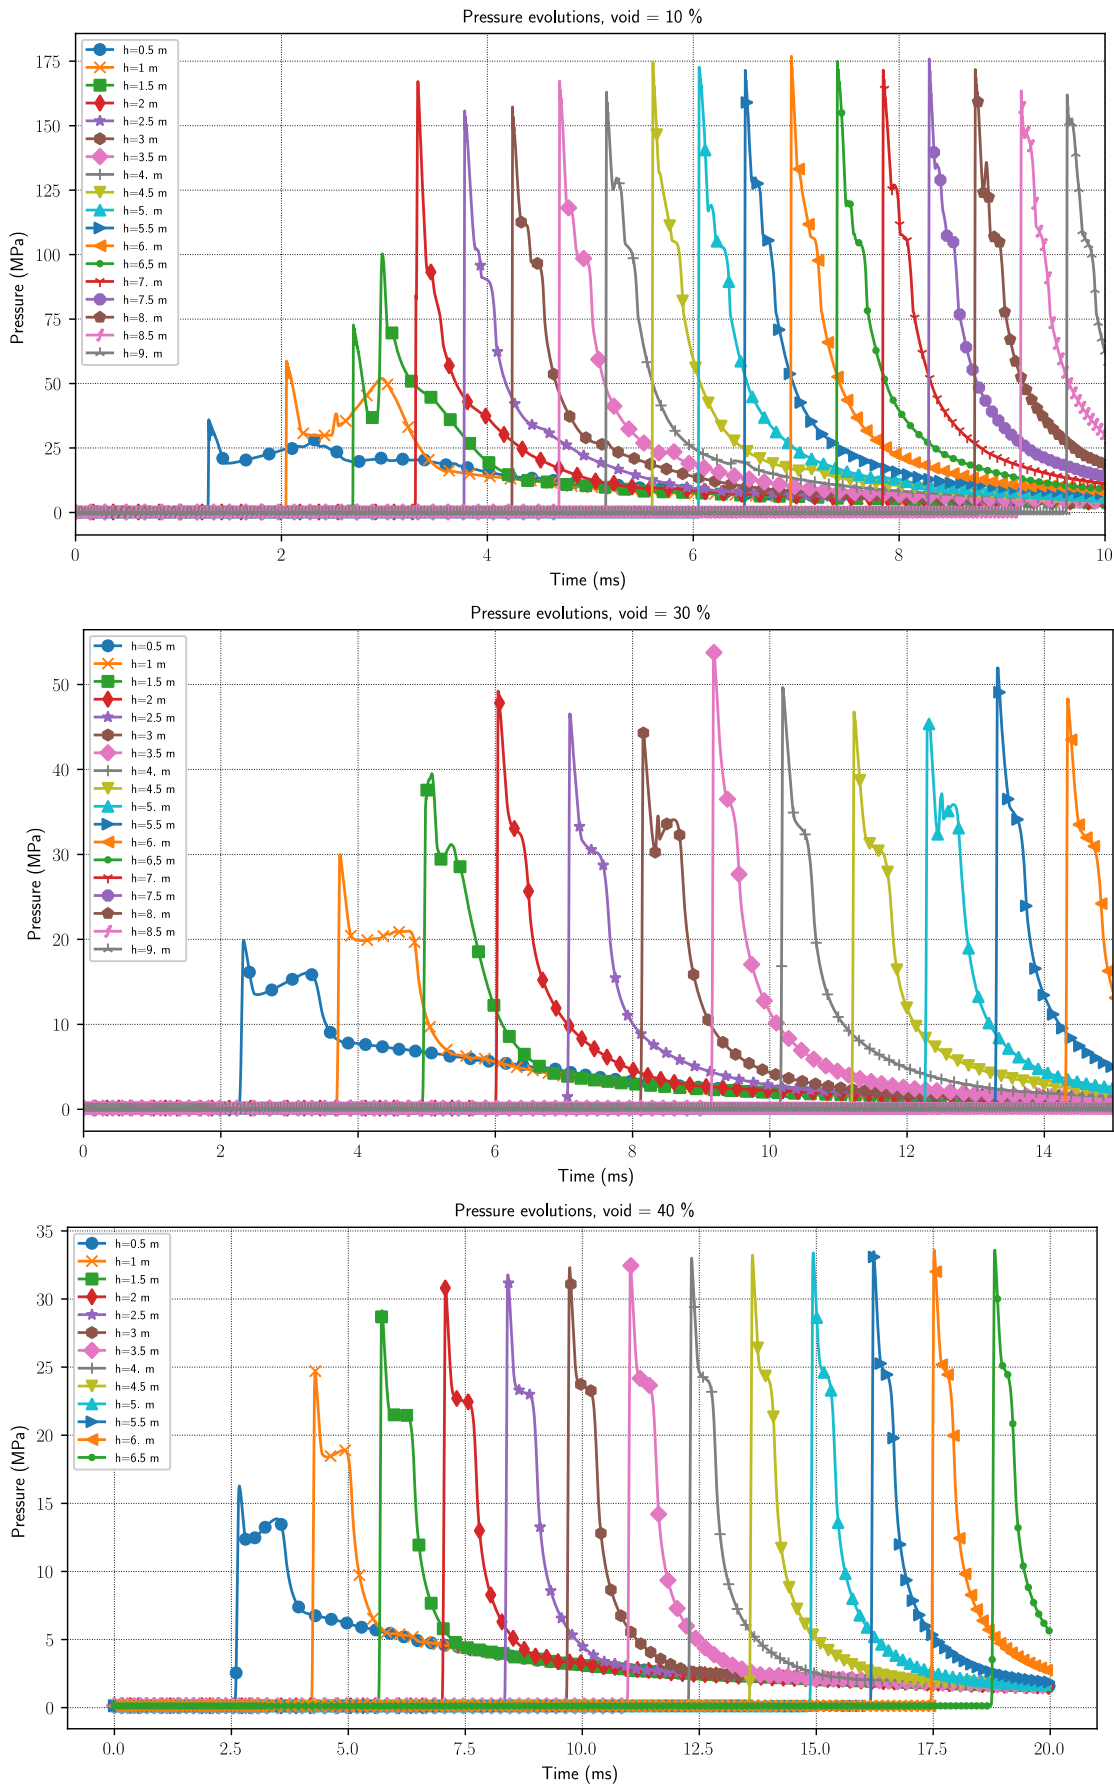 Pressure evolutions, void = 10 %
h=0.5 m
h=1 m
h=1.5 m
h=2 m
h=2.5 m
h=3 m
h=3.5 m
h=4. m
h=4.5 m
h=5. m
h=5.5 m
h=6. m
h=6.5 m
h=7. m
h=7.5 m
h=8. m
h=8.5 m
h=9. m
Pressure (MPa)
175
150
125
100
75
50
25
0
0 2 4 6 8 10
Time (ms)
Pressure evolutions, void = 30 %
h=0.5 m
h=1 m
h=1.5 m
h=2 m
h=2.5 m
h=3 m
h=3.5 m
h=4. m
h=4.5 m
h=5. m
h=5.5 m
h=6. m
h=6.5 m
h=7. m
h=7.5 m
h=8. m
h=8.5 m
h=9. m
Pressure (MPa)
50
40
30
20
10
0
0 2 4 6 8 10 12 14
Time (ms)
Pressure evolutions, void = 40 %
h=0.5 m
h=1 m
h=1.5 m
h=2 m
h=2.5 m
h=3 m
h=3.5 m
h=4. m
h=4.5 m
h=5. m
h=5.5 m
h=6. m
h=6.5 m
Pressure (MPa)
35
30
25
20
15
10
5
0
0.0 2.5 5.0 7.5 10.0 12.5 15.0 17.5 20.0
Time (ms)